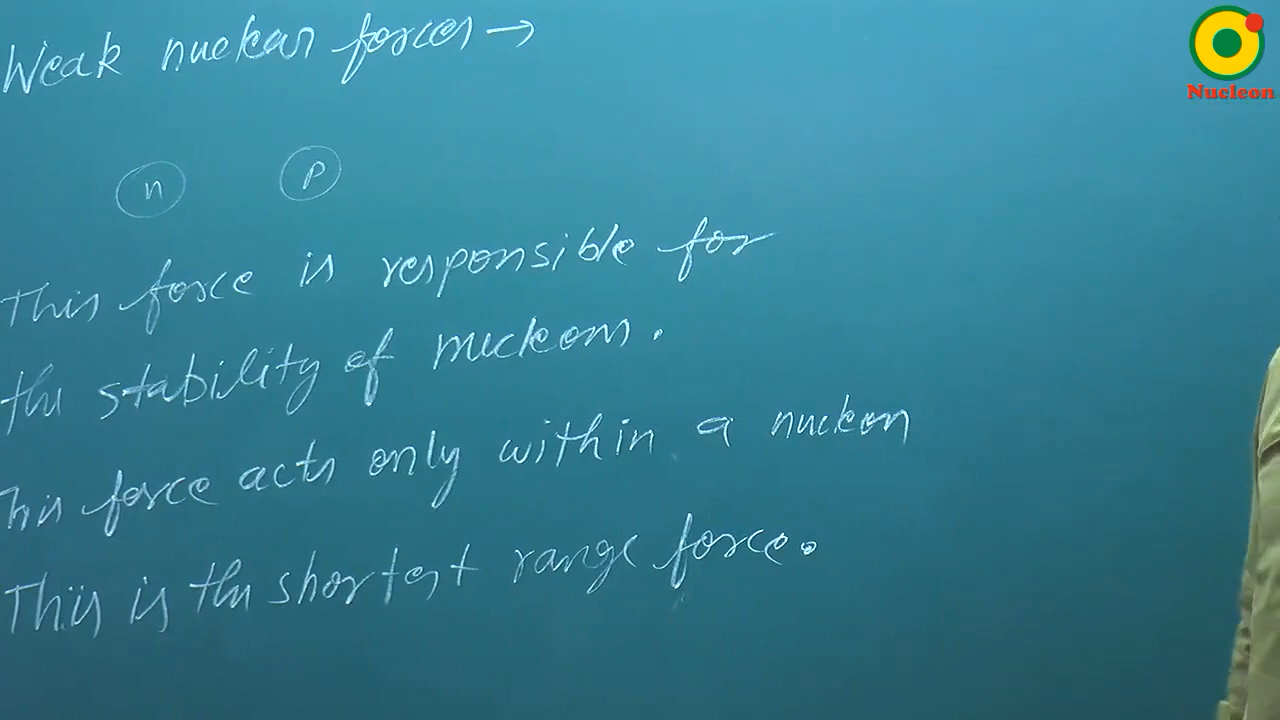 Weak nuclear forces →
Nucleon
n p
This force is responsible for
the stability of nucleons.
This force acts only within a nucleon
This is the shortest range force.